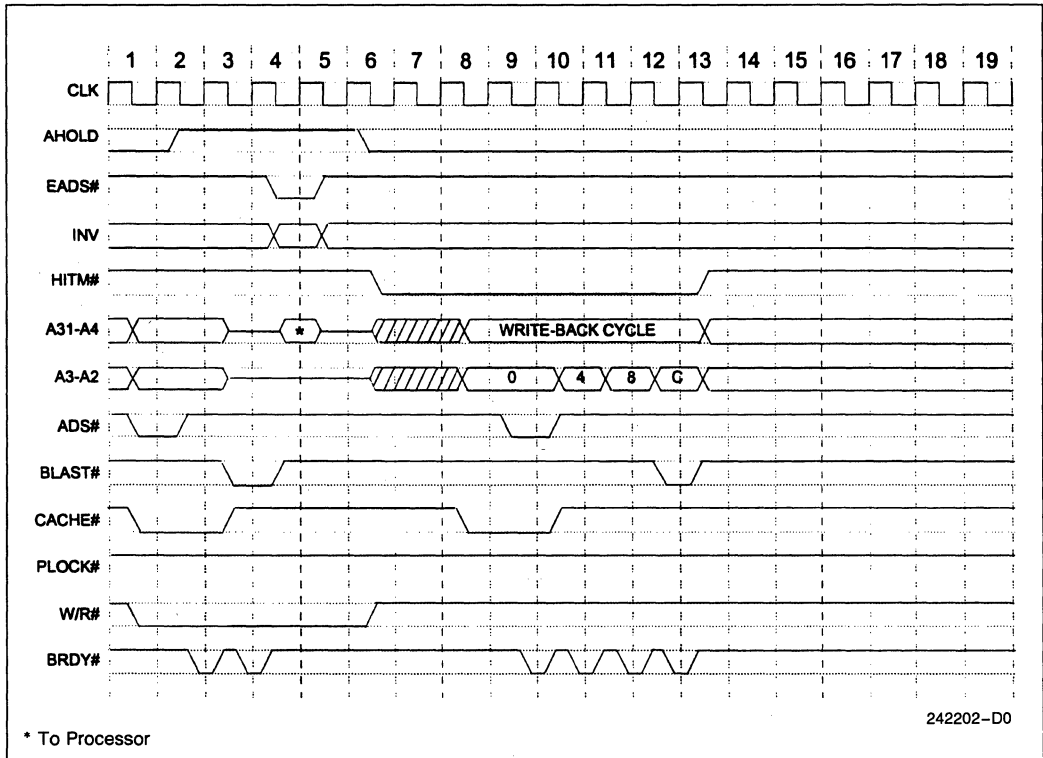 1 2 3 4 5 6 7 8 9 10 11 12 13 14 15 16 17 18 19
CLK
AHOLD
EADS#
INV
HITM#
A31-A4 * WRITE-BACK CYCLE
A3-A2 0 4 8 C
ADS#
BLAST#
CACHE#
PLOCK#
W/R#
BRDY#
242202-D0
* To Processor